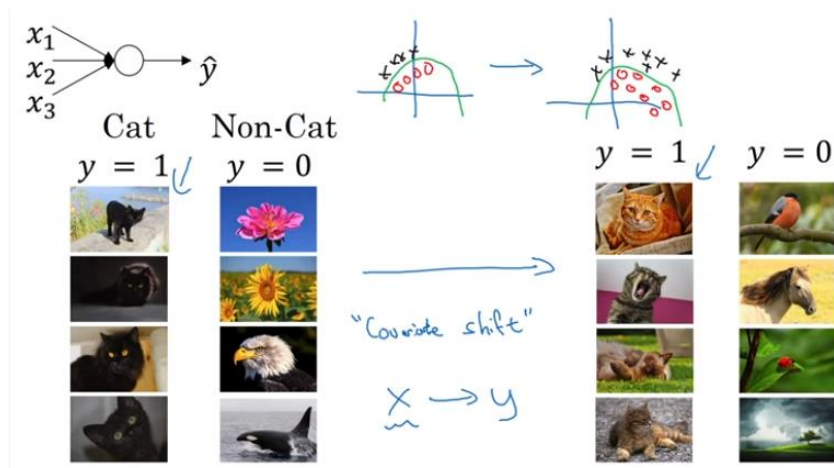 x₁
x₂
x₃
ŷ
Cat Non-Cat
y = 1 y = 0
y = 1 y = 0
"Covariate shift"
x → y